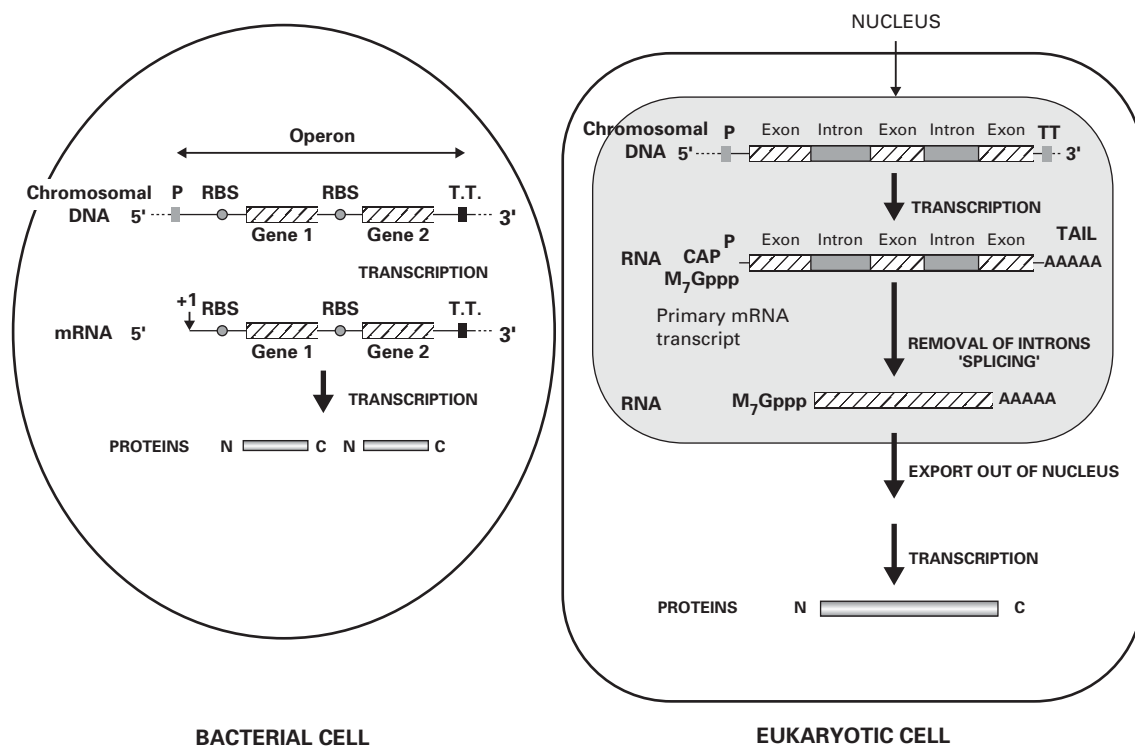 Operon
Chromosomal P RBS RBS T.T.
DNA 5' 3'
Gene 1 Gene 2
TRANSCRIPTION
+1 RBS RBS T.T.
mRNA 5' 3'
Gene 1 Gene 2
TRANSCRIPTION
PROTEINS N C N C
BACTERIAL CELL
NUCLEUS
Chromosomal P Exon Intron Exon Intron Exon TT
DNA 5' 3'
TRANSCRIPTION
P Exon Intron Exon Intron Exon TAIL
RNA CAP AAAAA
M7Gppp
Primary mRNA
transcript
REMOVAL OF INTRONS
'SPLICING'
RNA M7Gppp AAAAA
EXPORT OUT OF NUCLEUS
TRANSCRIPTION
PROTEINS N C
EUKARYOTIC CELL